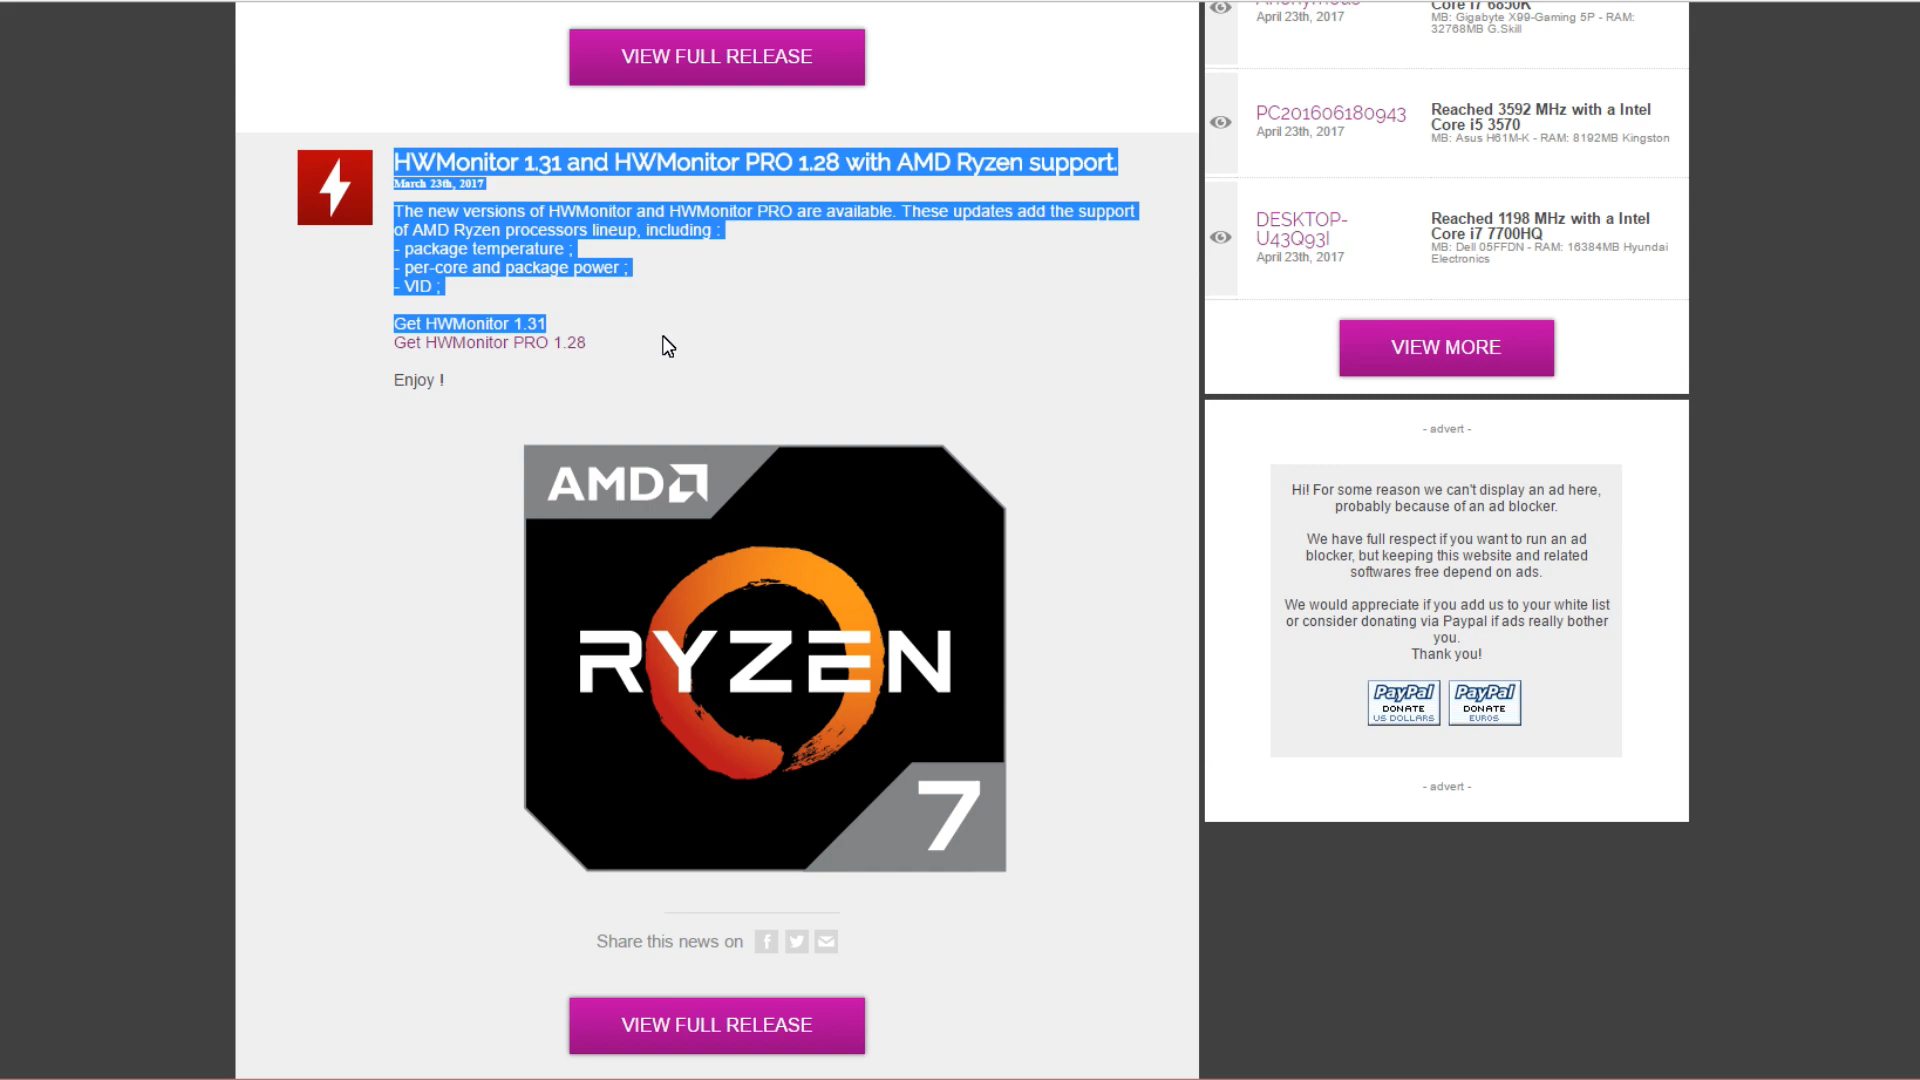 VIEW FULL RELEASE
HWMonitor 1.31 and HWMonitor PRO 1.28 with AMD Ryzen support.
March 23th, 2017
The new versions of HWMonitor and HWMonitor PRO are available. These updates add the support
of AMD Ryzen processors lineup, including :
- package temperature ;
- per-core and package power ;
- VID ;
Get HWMonitor 1.31
Get HWMonitor PRO 1.28
Enjoy !
AMD
RYZEN
7
Share this news on
VIEW FULL RELEASE
Anonymous
April 23th, 2017
Core i7 6850K
MB: Gigabyte X99-Gaming 5P - RAM:
32768MB G.Skill
PC201606180943
April 23th, 2017
Reached 3592 MHz with a Intel
Core i5 3570
MB: Asus H61M-K - RAM: 8192MB Kingston
DESKTOP-
U43Q93I
April 23th, 2017
Reached 1198 MHz with a Intel
Core i7 7700HQ
MB: Dell 05FFDN - RAM: 16384MB Hyundai
Electronics
VIEW MORE
- advert -
Hi! For some reason we can't display an ad here,
probably because of an ad blocker.
We have full respect if you want to run an ad
blocker, but keeping this website and related
softwares free depend on ads.
We would appreciate if you add us to your white list
or consider donating via Paypal if ads really bother
you.
Thank you!
PayPal
DONATE
US DOLLARS
PayPal
DONATE
EUROS
- advert -